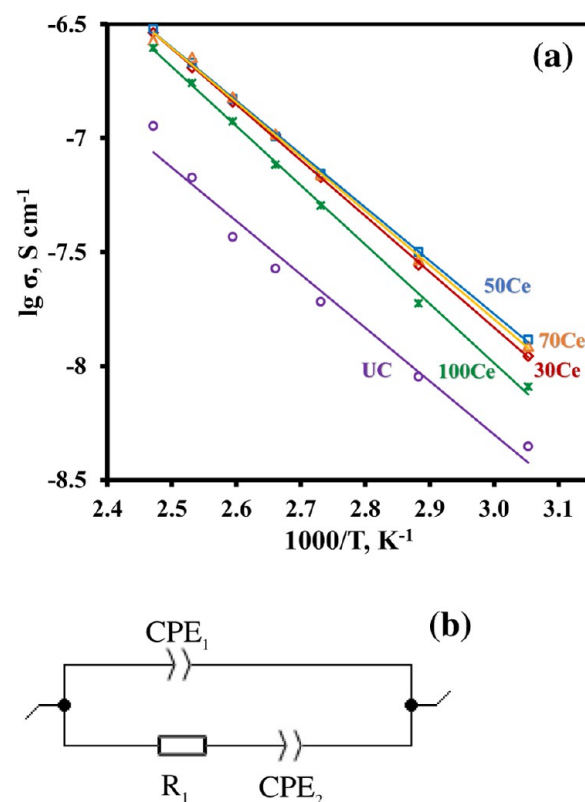 (a)
-6.5
-7
-7.5
-8
-8.5
lg σ, S cm⁻¹
50Ce
70Ce
30Ce
100Ce
UC
2.4 2.5 2.6 2.7 2.8 2.9 3.0 3.1
1000/T, K⁻¹
(b)
CPE₁
R₁ CPE₂